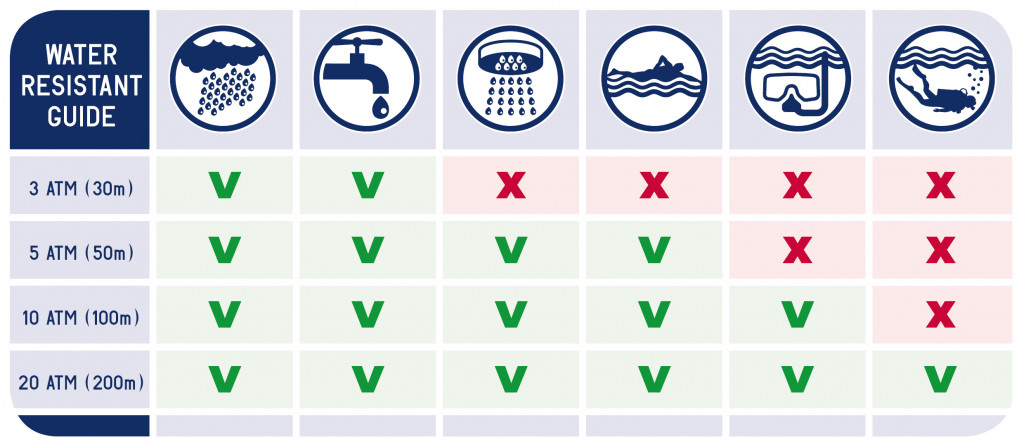 WATER
RESISTANT
GUIDE
3 ATM (30m) V V X X X X
5 ATM (50m) V V V V X X
10 ATM (100m) V V V V V X
20 ATM (200m) V V V V V V